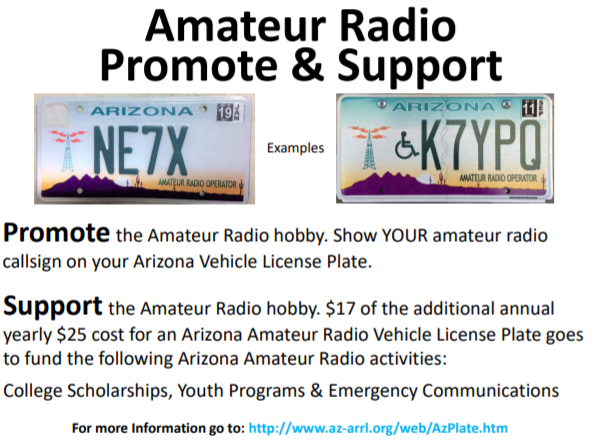 Amateur Radio
Promote & Support
ARIZONA 19
NE7X
AMATEUR RADIO OPERATOR
Examples
ARIZONA 11
K7YPQ
AMATEUR RADIO OPERATOR
Promote the Amateur Radio hobby. Show YOUR amateur radio
callsign on your Arizona Vehicle License Plate.
Support the Amateur Radio hobby. $17 of the additional annual
yearly $25 cost for an Arizona Amateur Radio Vehicle License Plate goes
to fund the following Arizona Amateur Radio activities:
College Scholarships, Youth Programs & Emergency Communications
For more Information go to: http://www.az-arrl.org/web/AzPlate.htm